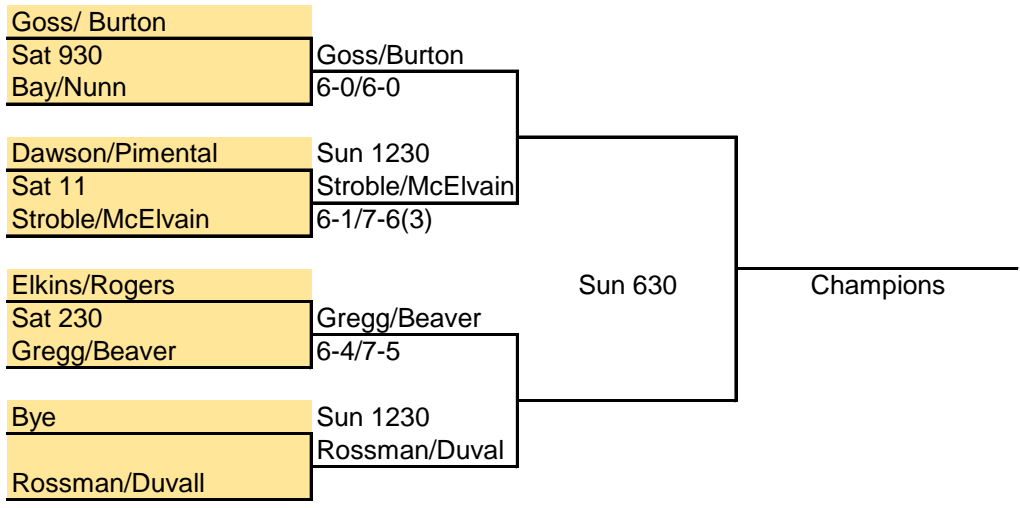 Goss/ Burton
Sat 930
Goss/Burton
Bay/Nunn
6-0/6-0
Dawson/Pimental
Sun 1230
Sat 11
Stroble/McElvain
Stroble/McElvain
6-1/7-6(3)
Elkins/Rogers
Sun 630
Champions
Sat 230
Gregg/Beaver
Gregg/Beaver
6-4/7-5
Bye
Sun 1230
Rossman/Duval
Rossman/Duvall